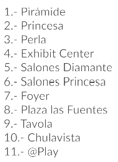 1.- Pirámide
2.- Princesa
3.- Perla
4.- Exhibit Center
5.- Salones Diamante
6.- Salones Princesa
7.- Foyer
8.- Plaza las Fuentes
9.- Tavola
10.- Chulavista
11.- @Play